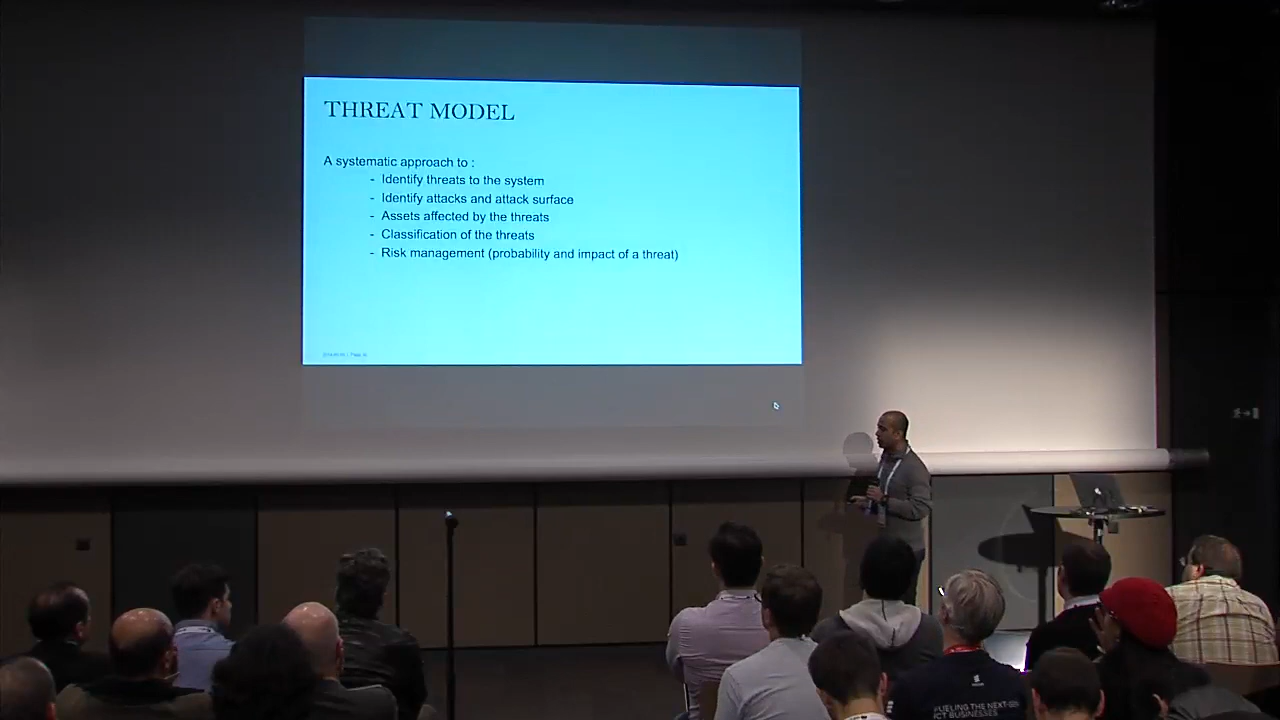 THREAT MODEL
A systematic approach to :
- Identify threats to the system
- Identify attacks and attack surface
- Assets affected by the threats
- Classification of the threats
- Risk management (probability and impact of a threat)
FUELING THE NEXT-GEN
ICT BUSINESSES